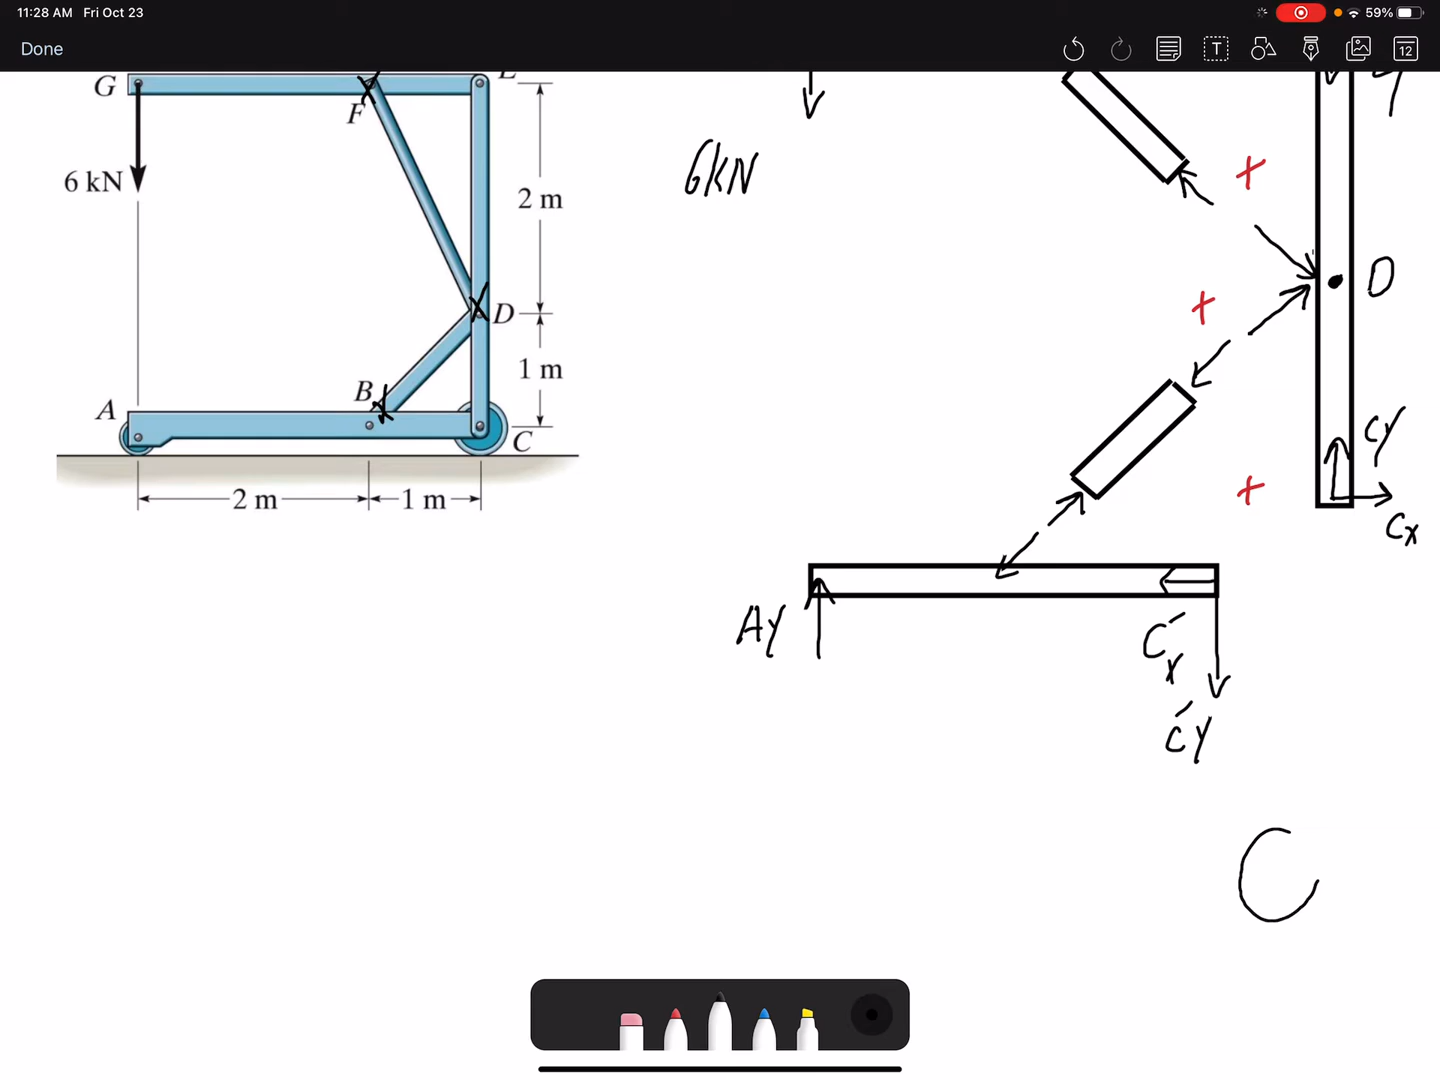 11:28 AM Fri Oct 23
59%
Done
T
12
G
F
6 kN
2 m
D
1 m
B
A
C
2 m
1 m
6kN
+
D
+
Cy
+
Cx
Ay
C'x
C'y
C